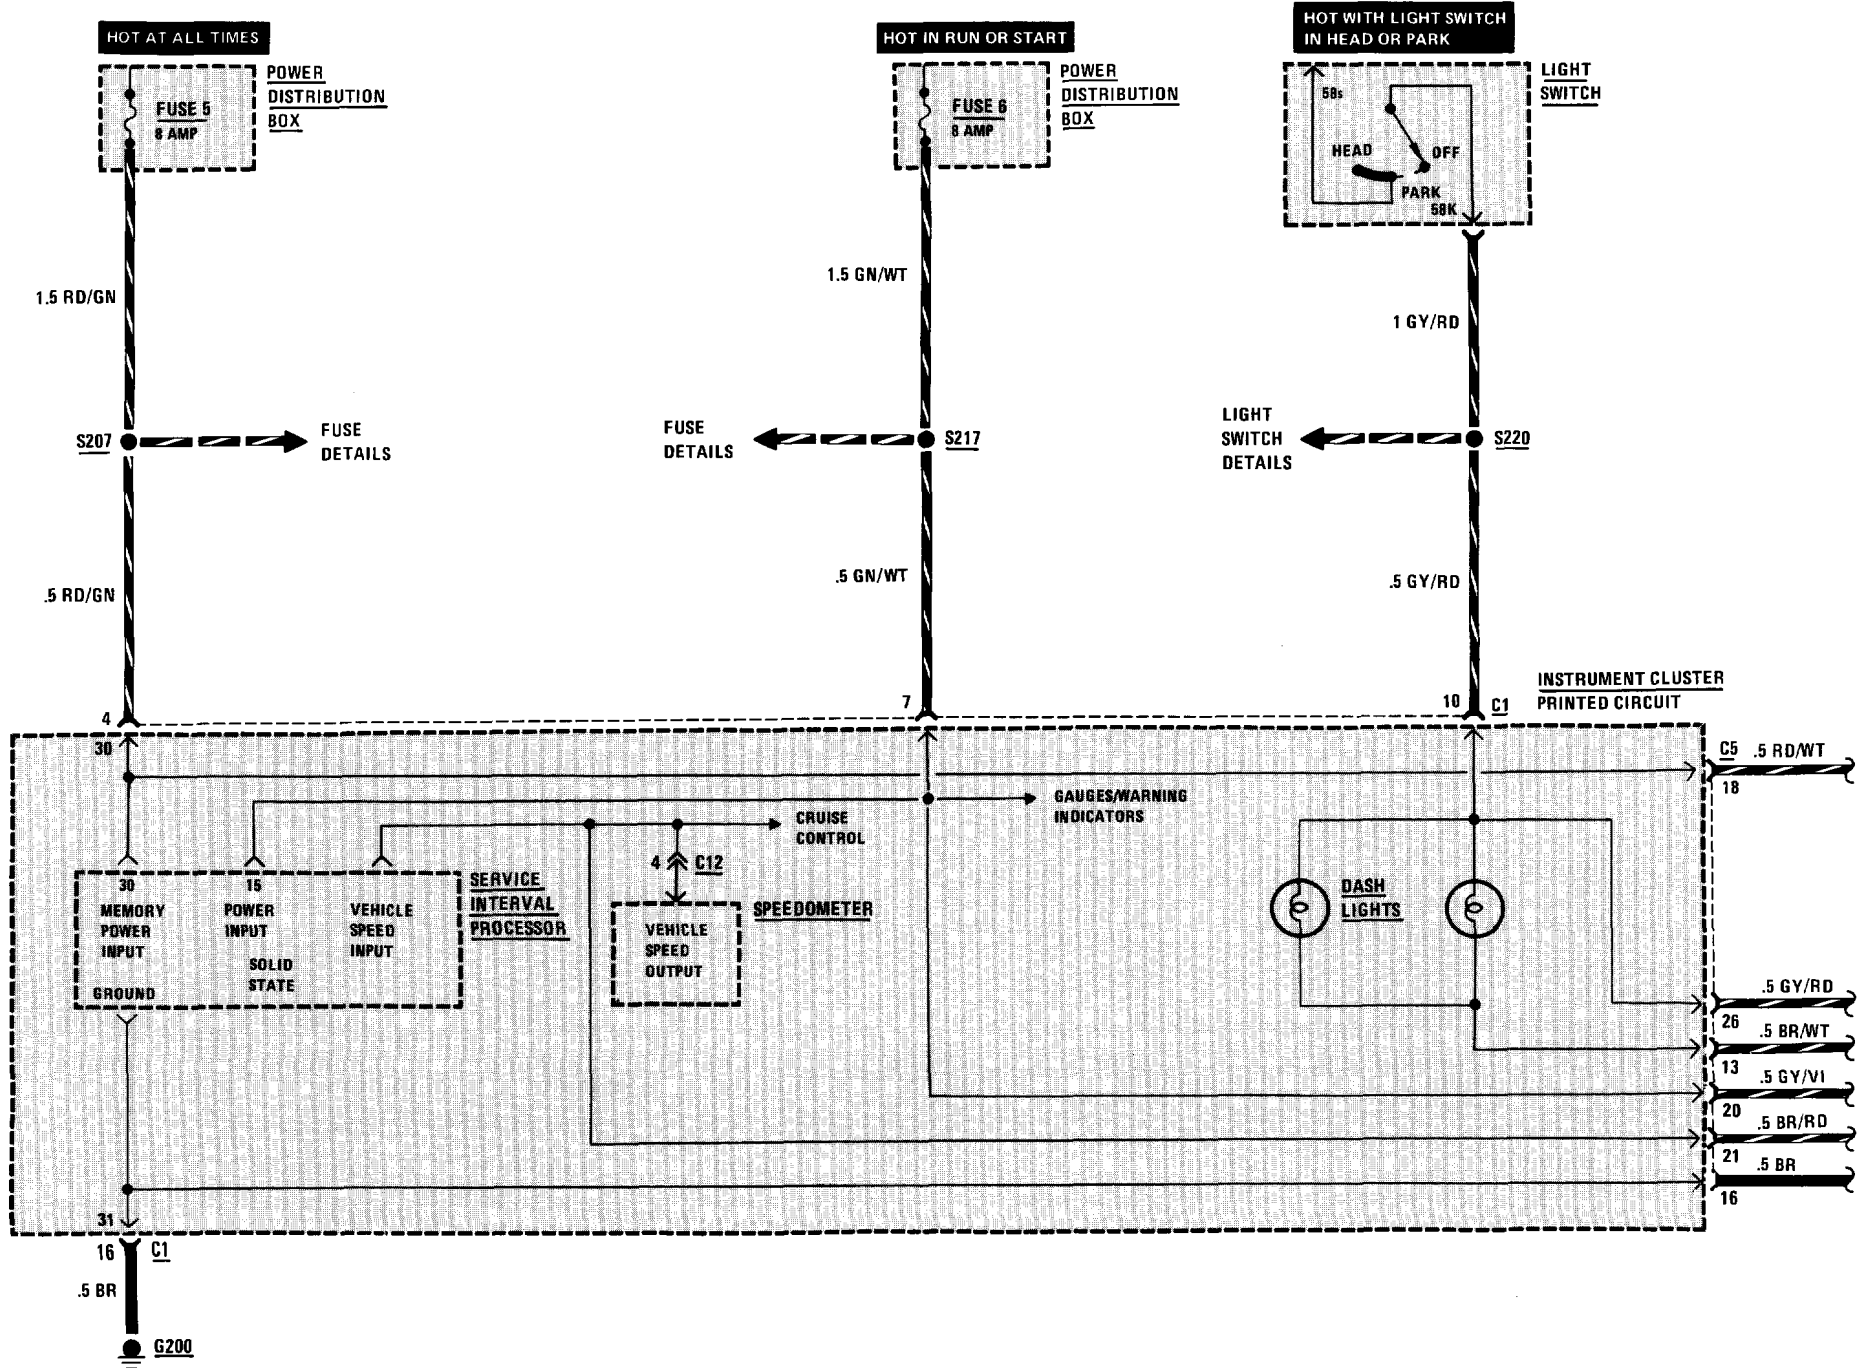 HOT AT ALL TIMES
HOT IN RUN OR START
HOT WITH LIGHT SWITCH
IN HEAD OR PARK
POWER
DISTRIBUTION
BOX
FUSE 5
8 AMP
POWER
DISTRIBUTION
BOX
FUSE 6
8 AMP
LIGHT
SWITCH
58s
HEAD
OFF
PARK
58K
1.5 RD/GN
1.5 GN/WT
1 GY/RD
S207
FUSE
DETAILS
FUSE
DETAILS
S217
LIGHT
SWITCH
DETAILS
S220
.5 RD/GN
.5 GN/WT
.5 GY/RD
4
7
10
C1
INSTRUMENT CLUSTER
PRINTED CIRCUIT
30
C5
.5 RD/WT
18
GAUGES/WARNING
INDICATORS
CRUISE
CONTROL
4
C12
30
MEMORY
POWER
INPUT
15
POWER
INPUT
VEHICLE
SPEED
INPUT
SOLID
STATE
GROUND
SERVICE
INTERVAL
PROCESSOR
SPEEDOMETER
VEHICLE
SPEED
OUTPUT
DASH
LIGHTS
.5 GY/RD
26
.5 BR/WT
13
.5 GY/VI
20
.5 BR/RD
21
.5 BR
16
31
16
C1
.5 BR
G200